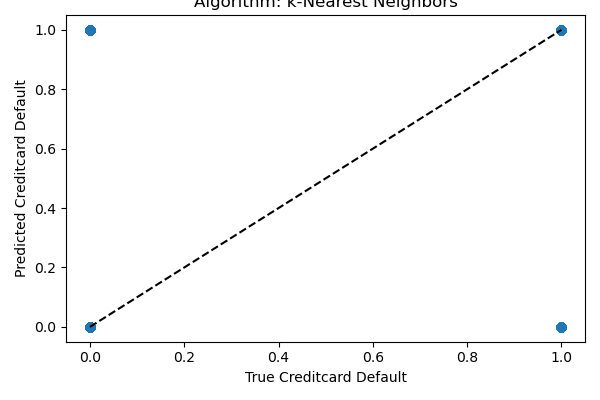 Algorithm: k-Nearest Neighbors
1.0
0.8
0.6
0.4
0.2
0.0
Predicted Creditcard Default
0.0 0.2 0.4 0.6 0.8 1.0
True Creditcard Default